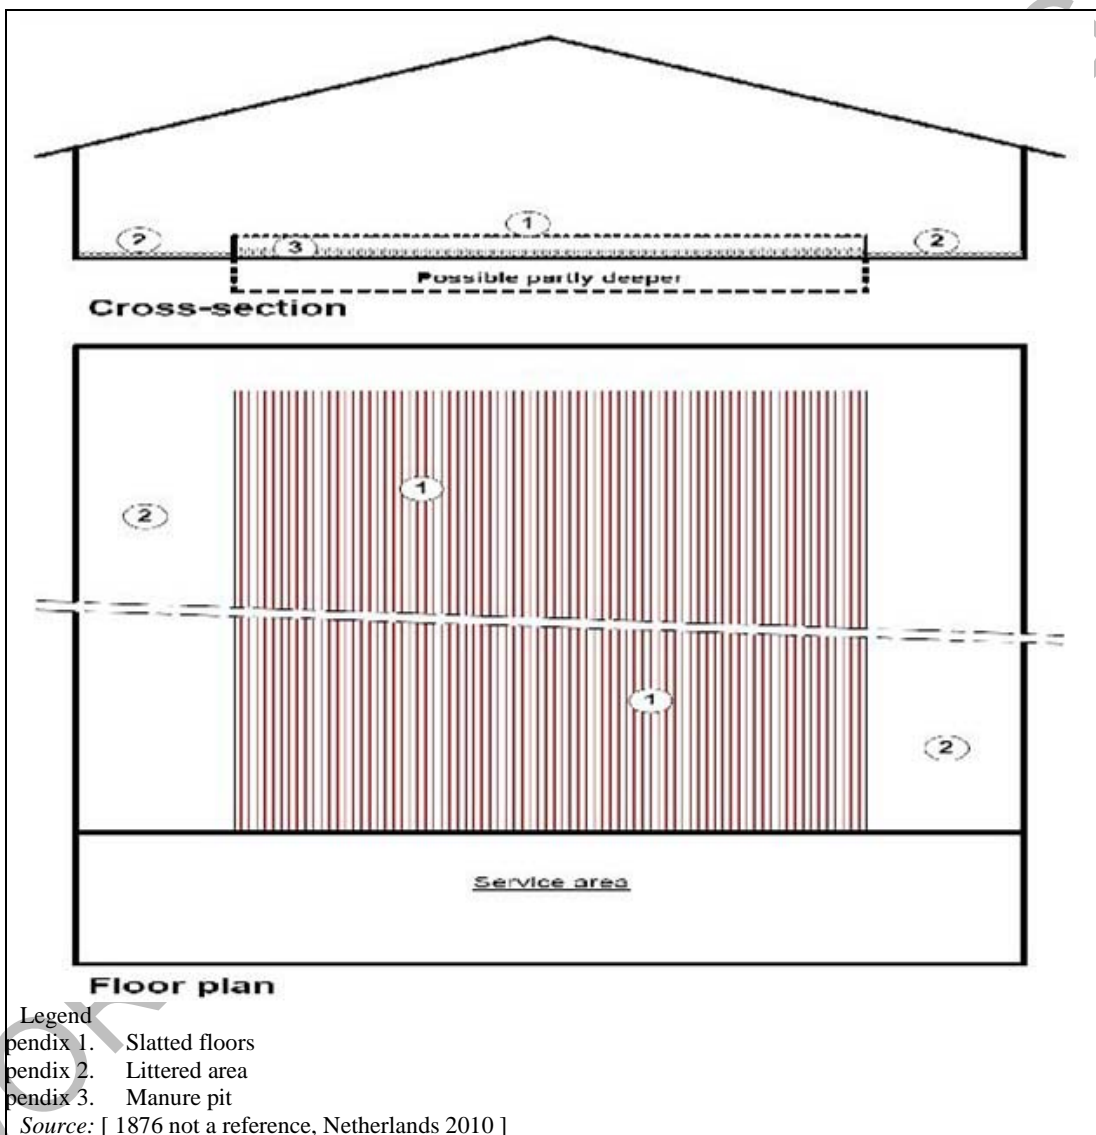 1
2
3
2
Possible partly deeper
Cross-section
1
2
1
2
Service area
Floor plan
Legend
pendix 1. Slatted floors
pendix 2. Littered area
pendix 3. Manure pit
Source: [ 1876 not a reference, Netherlands 2010 ]